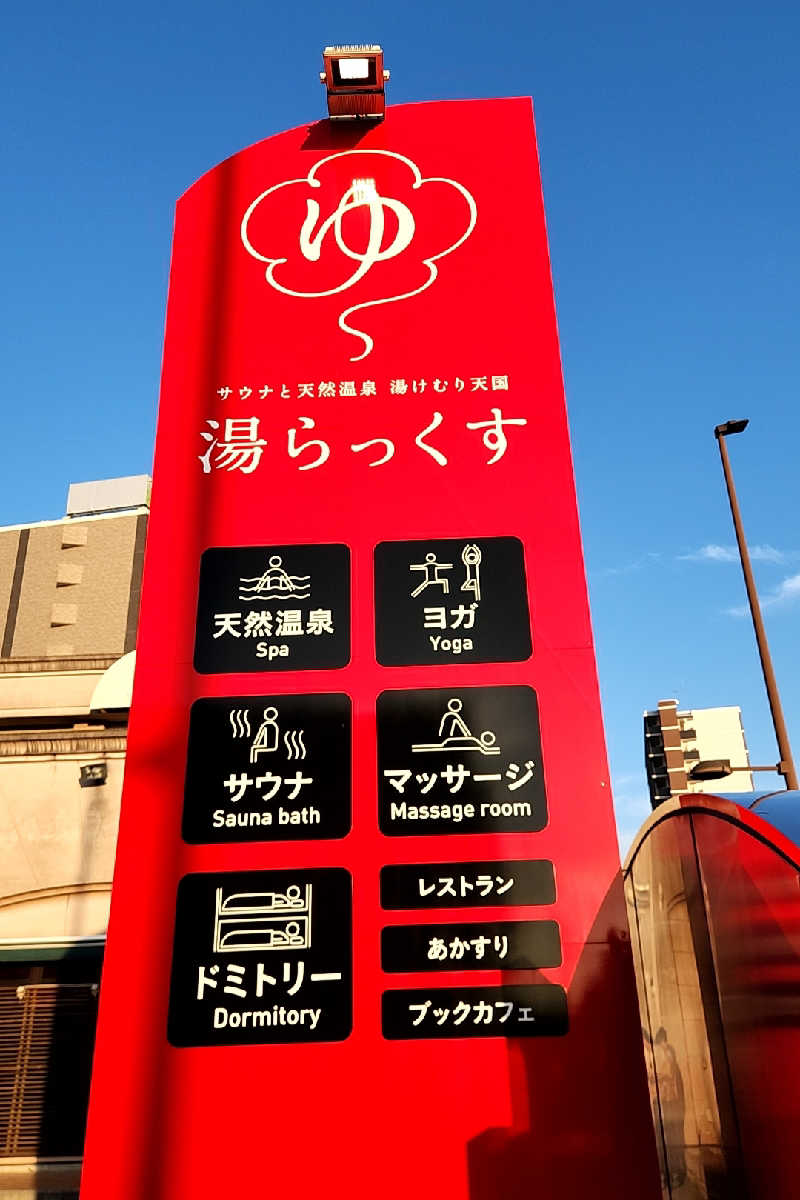 ゆ
サウナと天然温泉 湯けむり天国
湯らっくす
天然温泉
Spa
ヨガ
Yoga
サウナ
Sauna bath
マッサージ
Massage room
ドミトリー
Dormitory
レストラン
あかすり
ブックカフェ